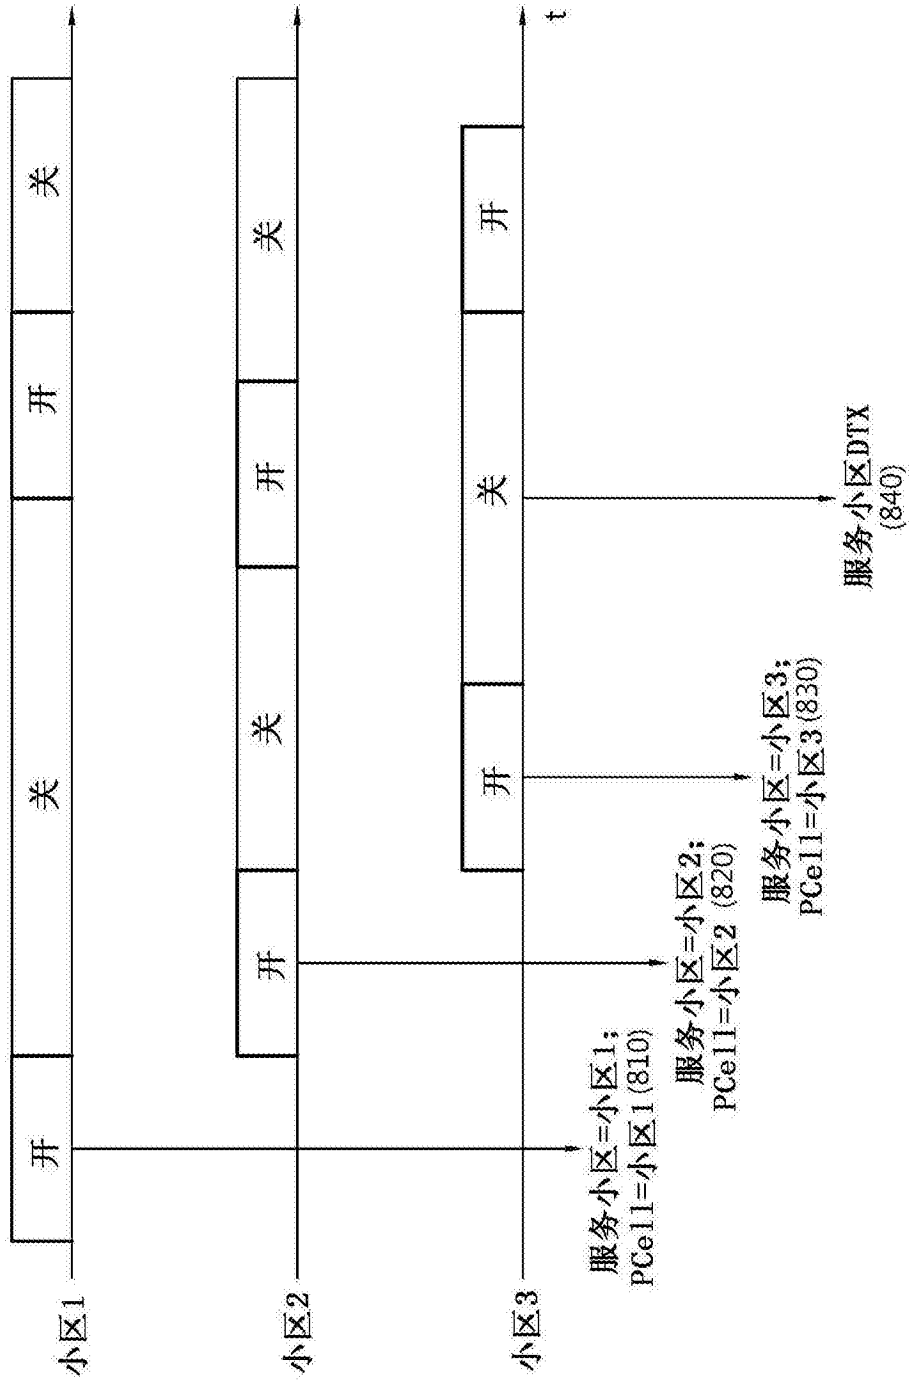 小区1
开
关
开
关
小区2
开
关
开
关
小区3
开
关
开
t
服务小区=小区1;
PCell=小区1(810)
服务小区=小区2;
PCell=小区2 (820)
服务小区=小区3;
PCell=小区3(830)
服务小区DTX
(840)